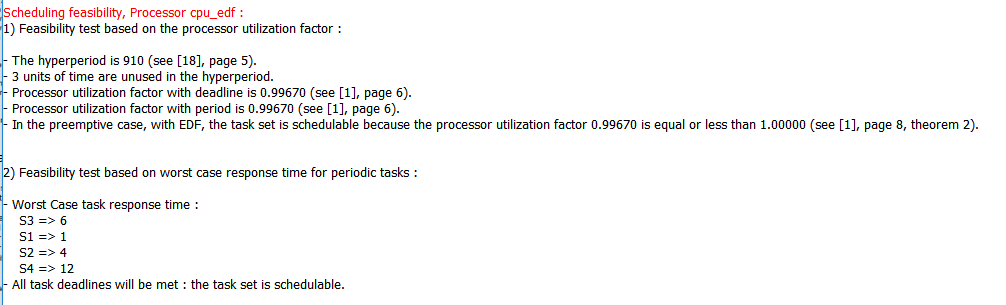 Scheduling feasibility, Processor cpu_edf :
1) Feasibility test based on the processor utilization factor :
- The hyperperiod is 910 (see [18], page 5).
- 3 units of time are unused in the hyperperiod.
- Processor utilization factor with deadline is 0.99670 (see [1], page 6).
- Processor utilization factor with period is 0.99670 (see [1], page 6).
- In the preemptive case, with EDF, the task set is schedulable because the processor utilization factor 0.99670 is equal or less than 1.00000 (see [1], page 8, theorem 2).
2) Feasibility test based on worst case response time for periodic tasks :
- Worst Case task response time :
S3 => 6
S1 => 1
S2 => 4
S4 => 12
- All task deadlines will be met : the task set is schedulable.